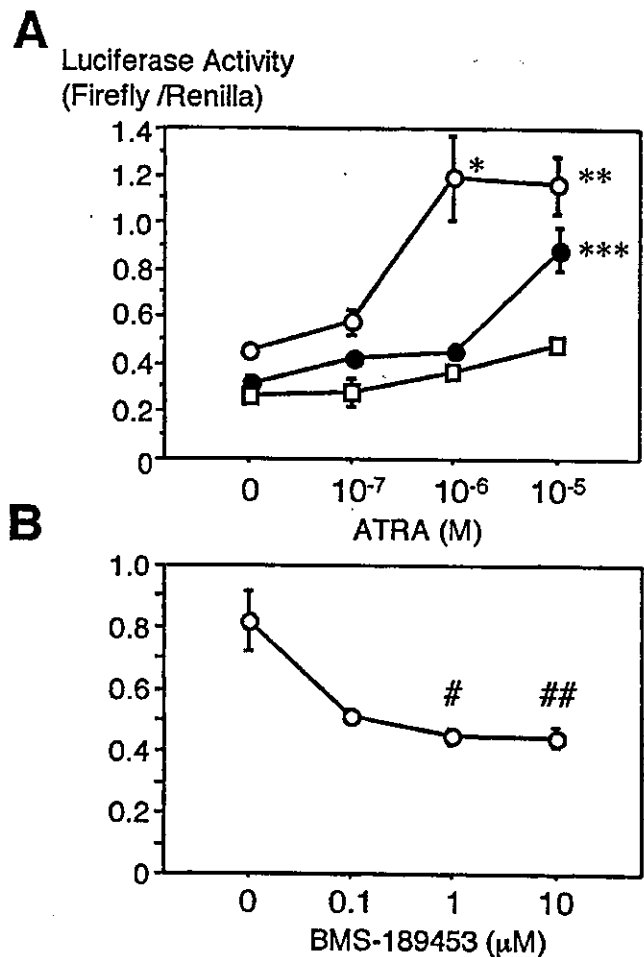 A
Luciferase Activity
(Firefly /Renilla)
1.4
1.2
1.0
0.8
0.6
0.4
0.2
0
*
**
***
0 10⁻⁷ 10⁻⁶ 10⁻⁵
ATRA (M)
B
1.0
0.8
0.6
0.4
0.2
0
# ##
0 0.1 1 10
BMS-189453 (μM)